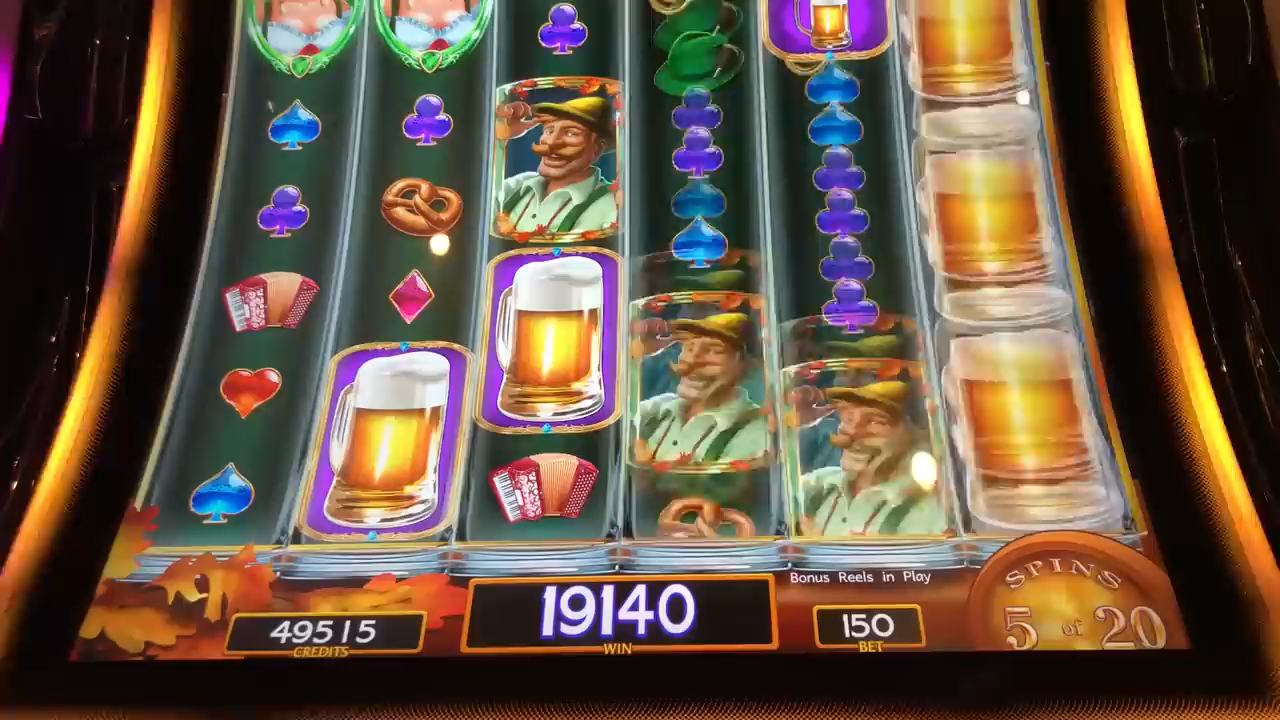 Bonus Reels in Play
SPINS
5 of 20
49515
CREDITS
19140
WIN
150
BET